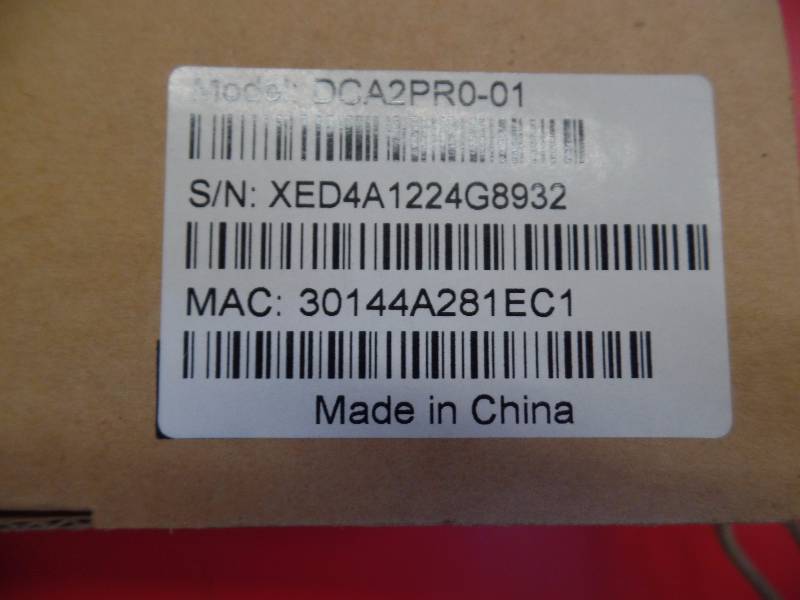 Model: DCA2PR0-01
S/N: XED4A1224G8932
MAC: 30144A281EC1
Made in China